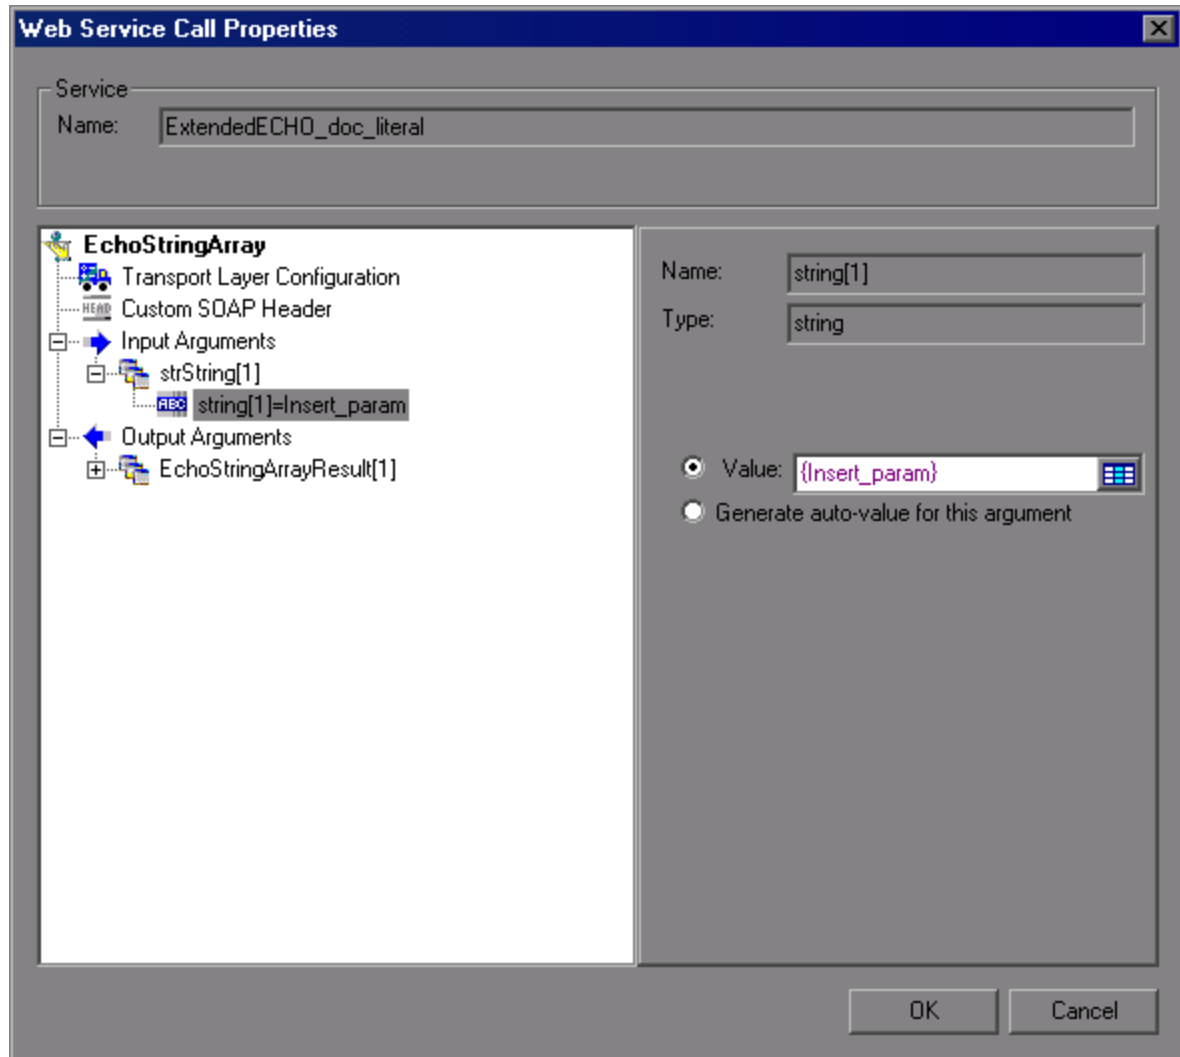 Web Service Call Properties
Service
Name: ExtendedECHO_doc_literal
EchoStringArray
Transport Layer Configuration
HEAD Custom SOAP Header
Input Arguments
strString[1]
ABC string[1]=Insert_param
Output Arguments
EchoStringArrayResult[1]
Name: string[1]
Type: string
Value: {Insert_param}
Generate auto-value for this argument
OK Cancel